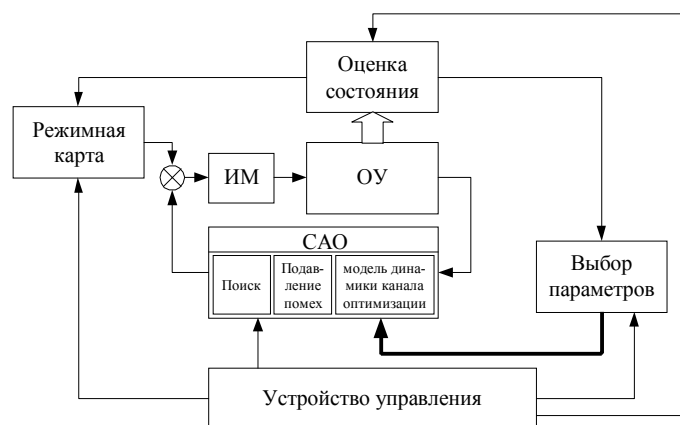 Оценка
состояния
Режимная
карта
ИМ
ОУ
САО
Поиск
Подав-
ление
помех
модель дина-
мики канала
оптимизации
Выбор
параметров
Устройство управления